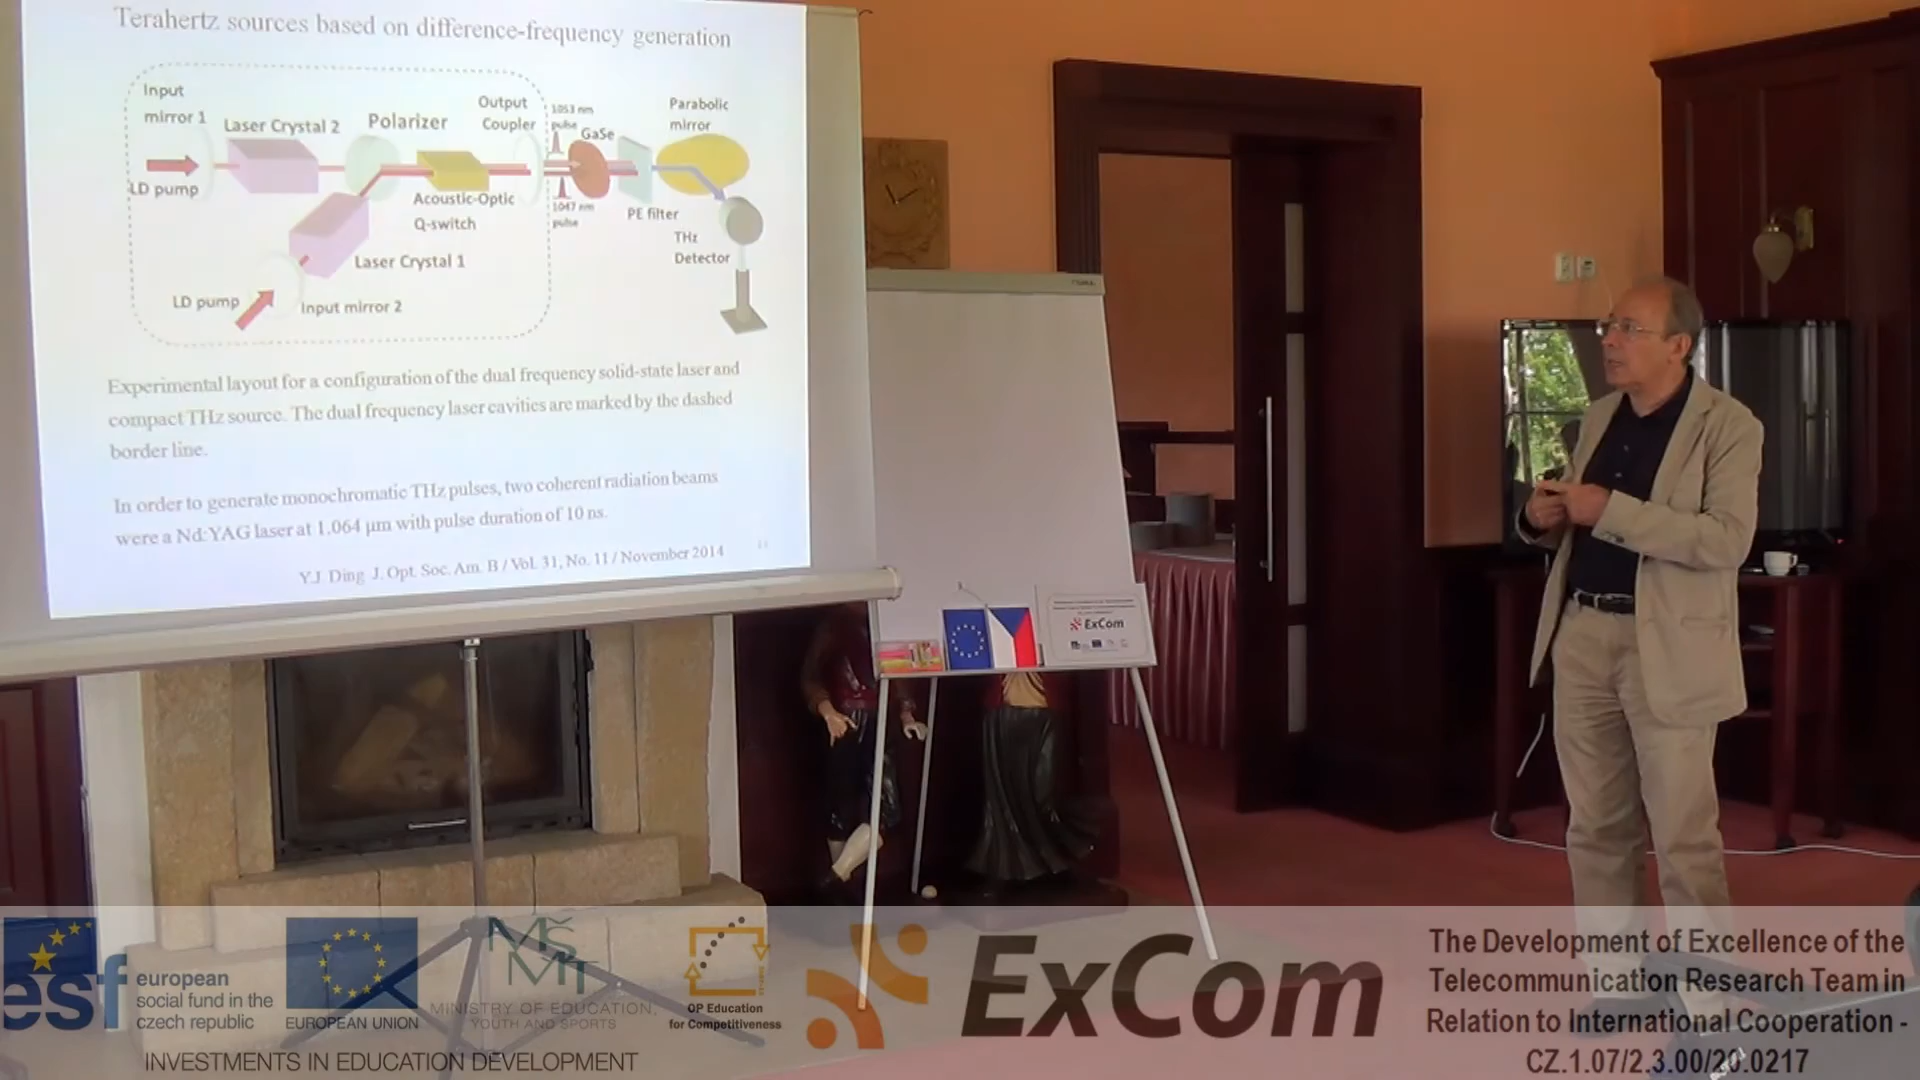 Terahertz sources based on difference-frequency generation
Input
mirror 1
Laser Crystal 2
Polarizer
Output
Coupler
1053 nm
pulse
GaSe
Parabolic
mirror
LD pump
Acoustic-Optic
Q-switch
1047 nm
pulse
PE filter
THz
Detector
Laser Crystal 1
LD pump
Input mirror 2
Experimental layout for a configuration of the dual frequency solid-state laser and
compact THz source. The dual frequency laser cavities are marked by the dashed
border line.
In order to generate monochromatic THz pulses, two coherent radiation beams
were a Nd:YAG laser at 1.064 μm with pulse duration of 10 ns.
Y.J. Ding J. Opt. Soc. Am. B / Vol. 31, No. 11 / November 2014
ExCom
esf
european
social fund in the
czech republic
EUROPEAN UNION
MŠ
MT
MINISTRY OF EDUCATION,
YOUTH AND SPORTS
OP Education
for Competitiveness
INVESTMENTS IN EDUCATION DEVELOPMENT
ExCom
The Development of Excellence of the
Telecommunication Research Team in
Relation to International Cooperation -
CZ.1.07/2.3.00/20.0217